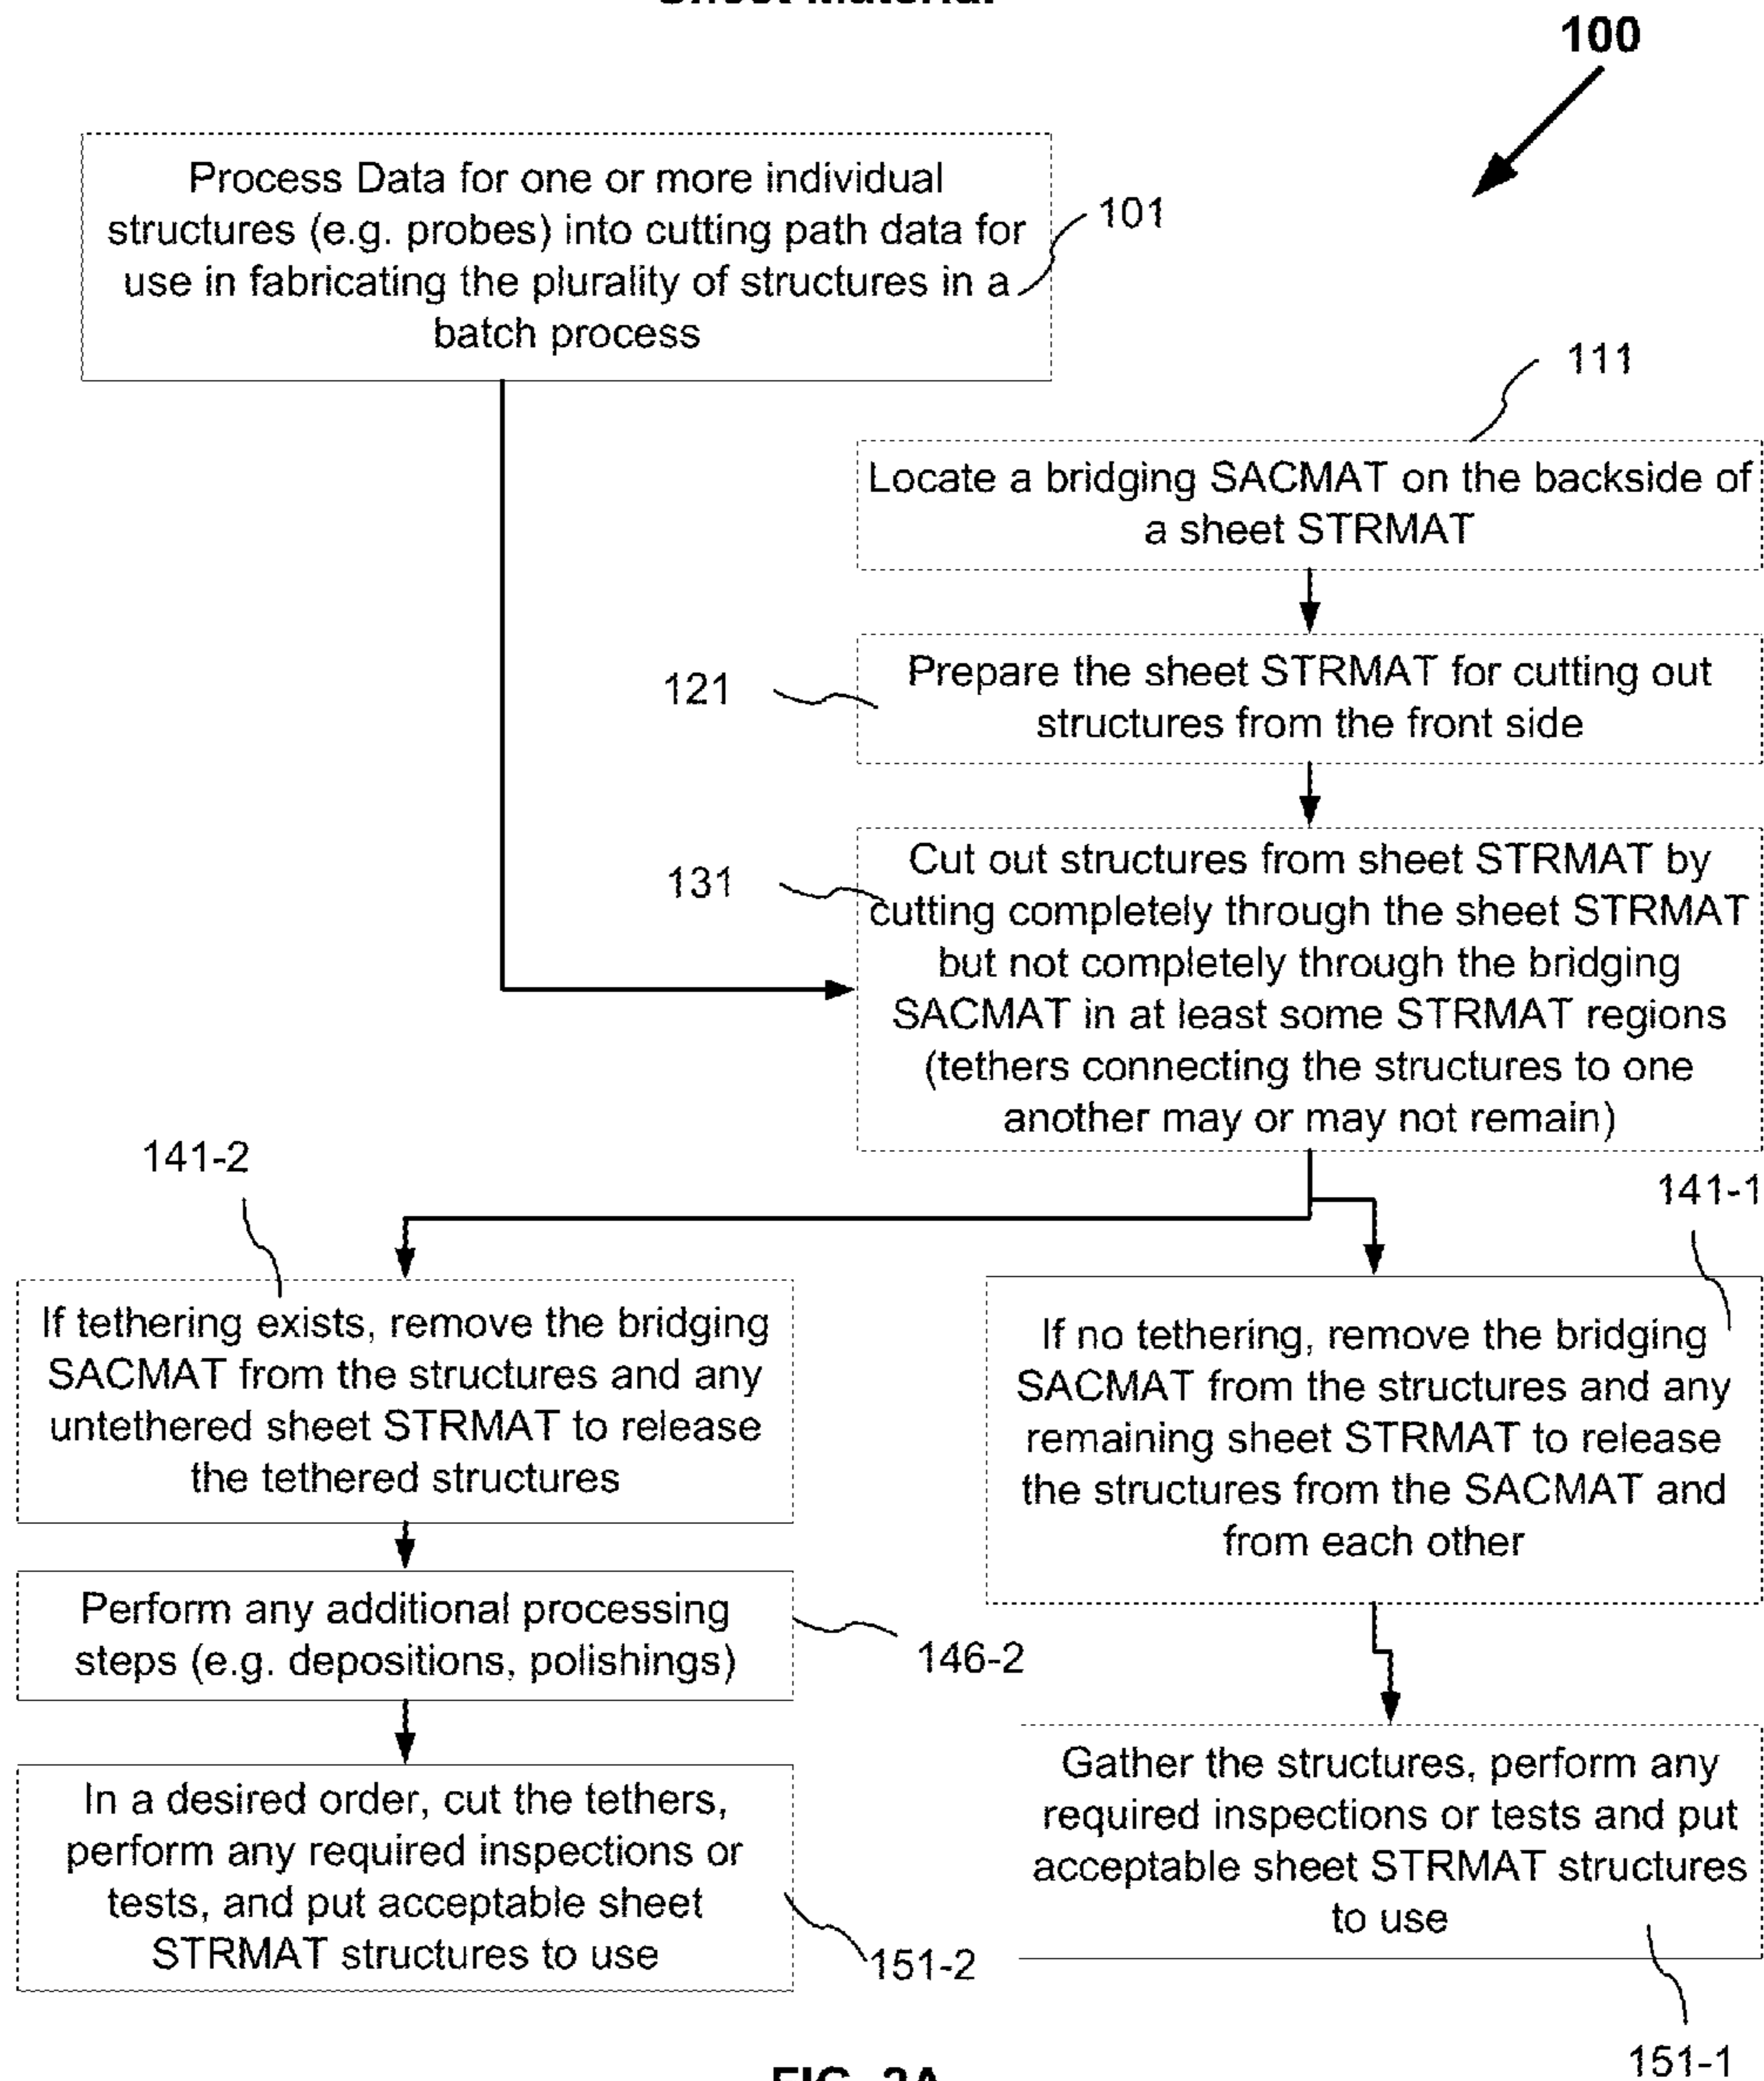 Sheet Material
100
Process Data for one or more individual
structures (e.g. probes) into cutting path data for
use in fabricating the plurality of structures in a
batch process
101
111
Locate a bridging SACMAT on the backside of
a sheet STRMAT
121
Prepare the sheet STRMAT for cutting out
structures from the front side
131
Cut out structures from sheet STRMAT by
cutting completely through the sheet STRMAT
but not completely through the bridging
SACMAT in at least some STRMAT regions
(tethers connecting the structures to one
another may or may not remain)
141-2
141-1
If tethering exists, remove the bridging
SACMAT from the structures and any
untethered sheet STRMAT to release
the tethered structures
If no tethering, remove the bridging
SACMAT from the structures and any
remaining sheet STRMAT to release
the structures from the SACMAT and
from each other
Perform any additional processing
steps (e.g. depositions, polishings)
146-2
In a desired order, cut the tethers,
perform any required inspections or
tests, and put acceptable sheet
STRMAT structures to use
151-2
Gather the structures, perform any
required inspections or tests and put
acceptable sheet STRMAT structures
to use
151-1